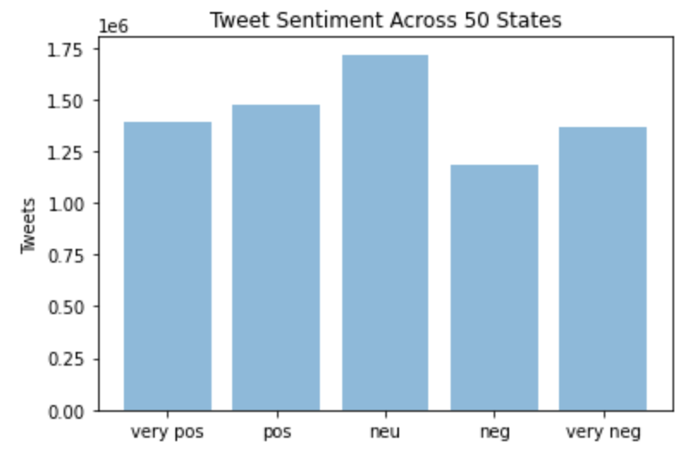 Tweet Sentiment Across 50 States
1e6
1.75
1.50
1.25
1.00
0.75
0.50
0.25
0.00
Tweets
very pos
pos
neu
neg
very neg